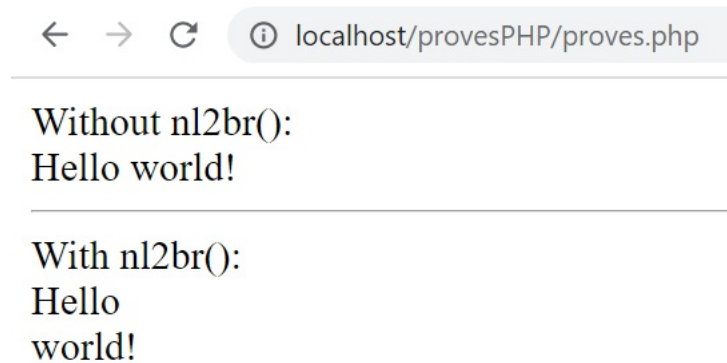 localhost/provesPHP/proves.php
Without nl2br():
Hello world!
With nl2br():
Hello
world!